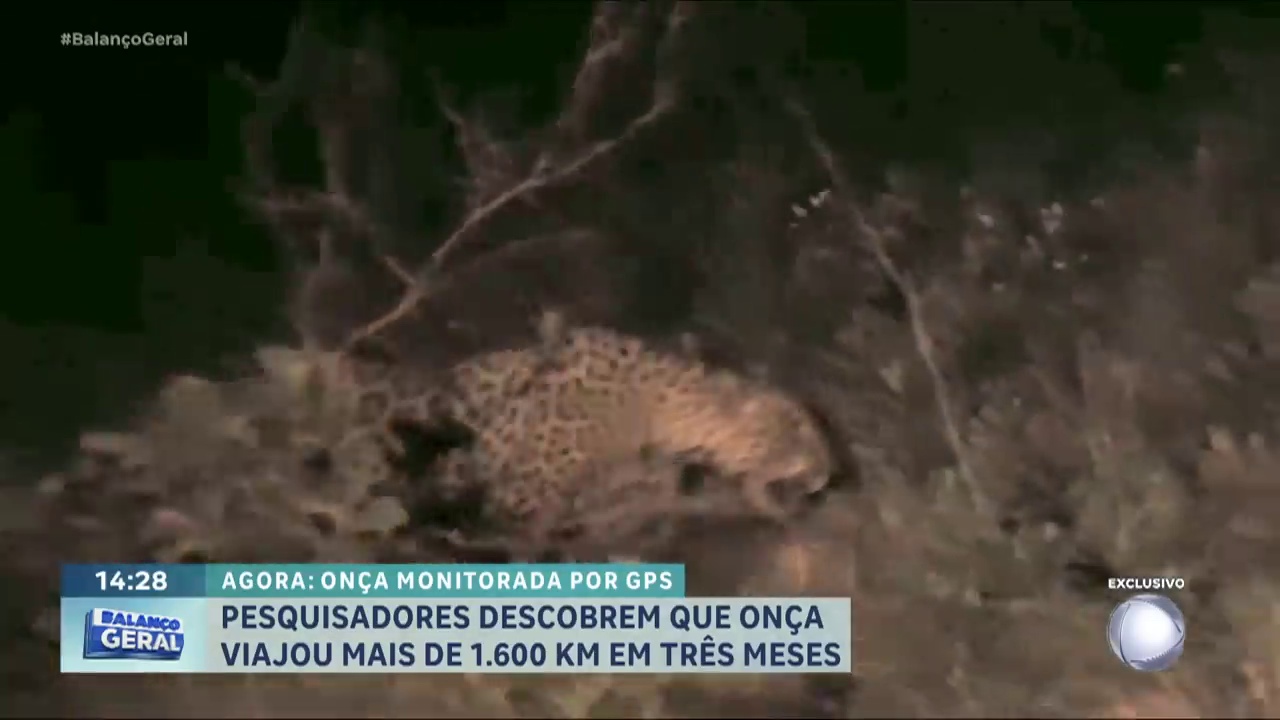 #BalançoGeral
14:28
AGORA: ONÇA MONITORADA POR GPS
BALANÇO
GERAL
PESQUISADORES DESCOBREM QUE ONÇA
VIAJOU MAIS DE 1.600 KM EM TRÊS MESES
EXCLUSIVO